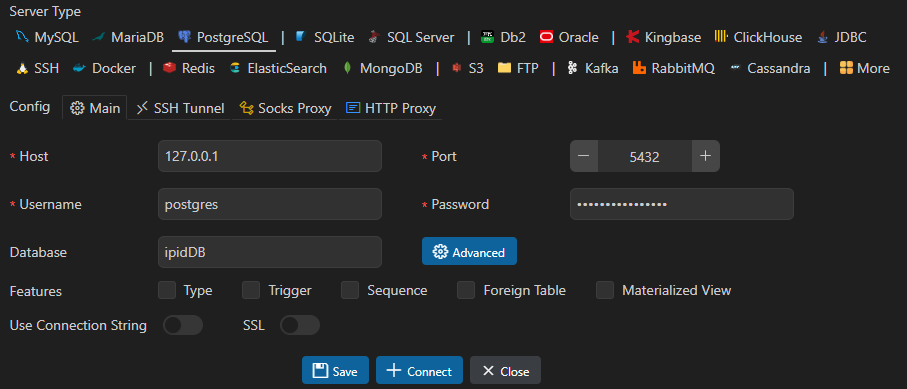 Server Type
MySQL MariaDB PostgreSQL | SQLite SQL Server | Db2 Oracle | Kingbase ClickHouse JDBC
SSH Docker | Redis ElasticSearch MongoDB | S3 FTP | Kafka RabbitMQ Cassandra | More
Config Main SSH Tunnel Socks Proxy HTTP Proxy
* Host 127.0.0.1 * Port − 5432 +
* Username postgres * Password ••••••••••••••••
Database ipidDB Advanced
Features Type Trigger Sequence Foreign Table Materialized View
Use Connection String SSL
Save Connect Close